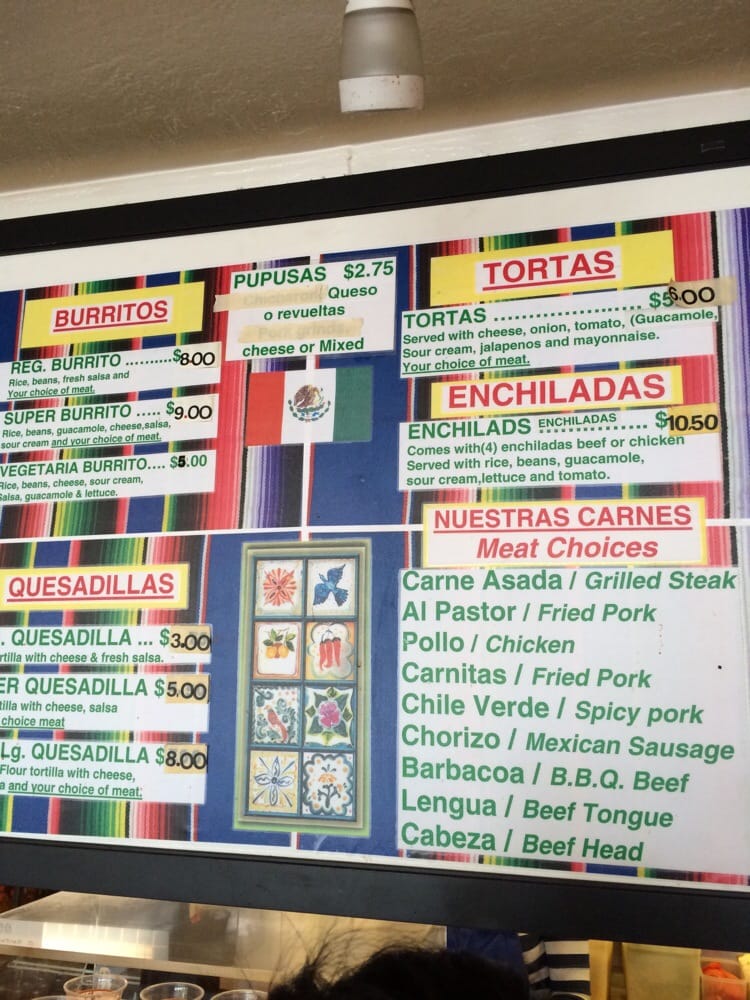 BURRITOS
REG. BURRITO ..........$8.00
Rice, beans, fresh salsa and
Your choice of meat.
SUPER BURRITO ..... $9.00
Rice, beans, guacamole, cheese,salsa,
sour cream and your choice of meat.
VEGETARIA BURRITO.... $5.00
Rice, beans, cheese, sour cream,
Salsa, guacamole & lettuce.
QUESADILLAS
. QUESADILLA ... $3.00
rtilla with cheese & fresh salsa.
ER QUESADILLA $5.00
tilla with cheese, salsa
choice meat
Lg. QUESADILLA $8.00
Flour tortilla with cheese,
a and your choice of meat.
PUPUSAS $2.75
Queso
o revueltas
Pork grinds,
cheese or Mixed
TORTAS
TORTAS ........................ $6.00
Served with cheese, onion, tomato, (Guacamole,
Sour cream, jalapenos and mayonnaise.
Your choice of meat.
ENCHILADAS
ENCHILADS ENCHILADAS ............ $10.50
Comes with(4) enchiladas beef or chicken
Served with rice, beans, guacamole,
sour cream,lettuce and tomato.
NUESTRAS CARNES
Meat Choices
Carne Asada / Grilled Steak
Al Pastor / Fried Pork
Pollo / Chicken
Carnitas / Fried Pork
Chile Verde / Spicy pork
Chorizo / Mexican Sausage
Barbacoa / B.B.Q. Beef
Lengua / Beef Tongue
Cabeza / Beef Head